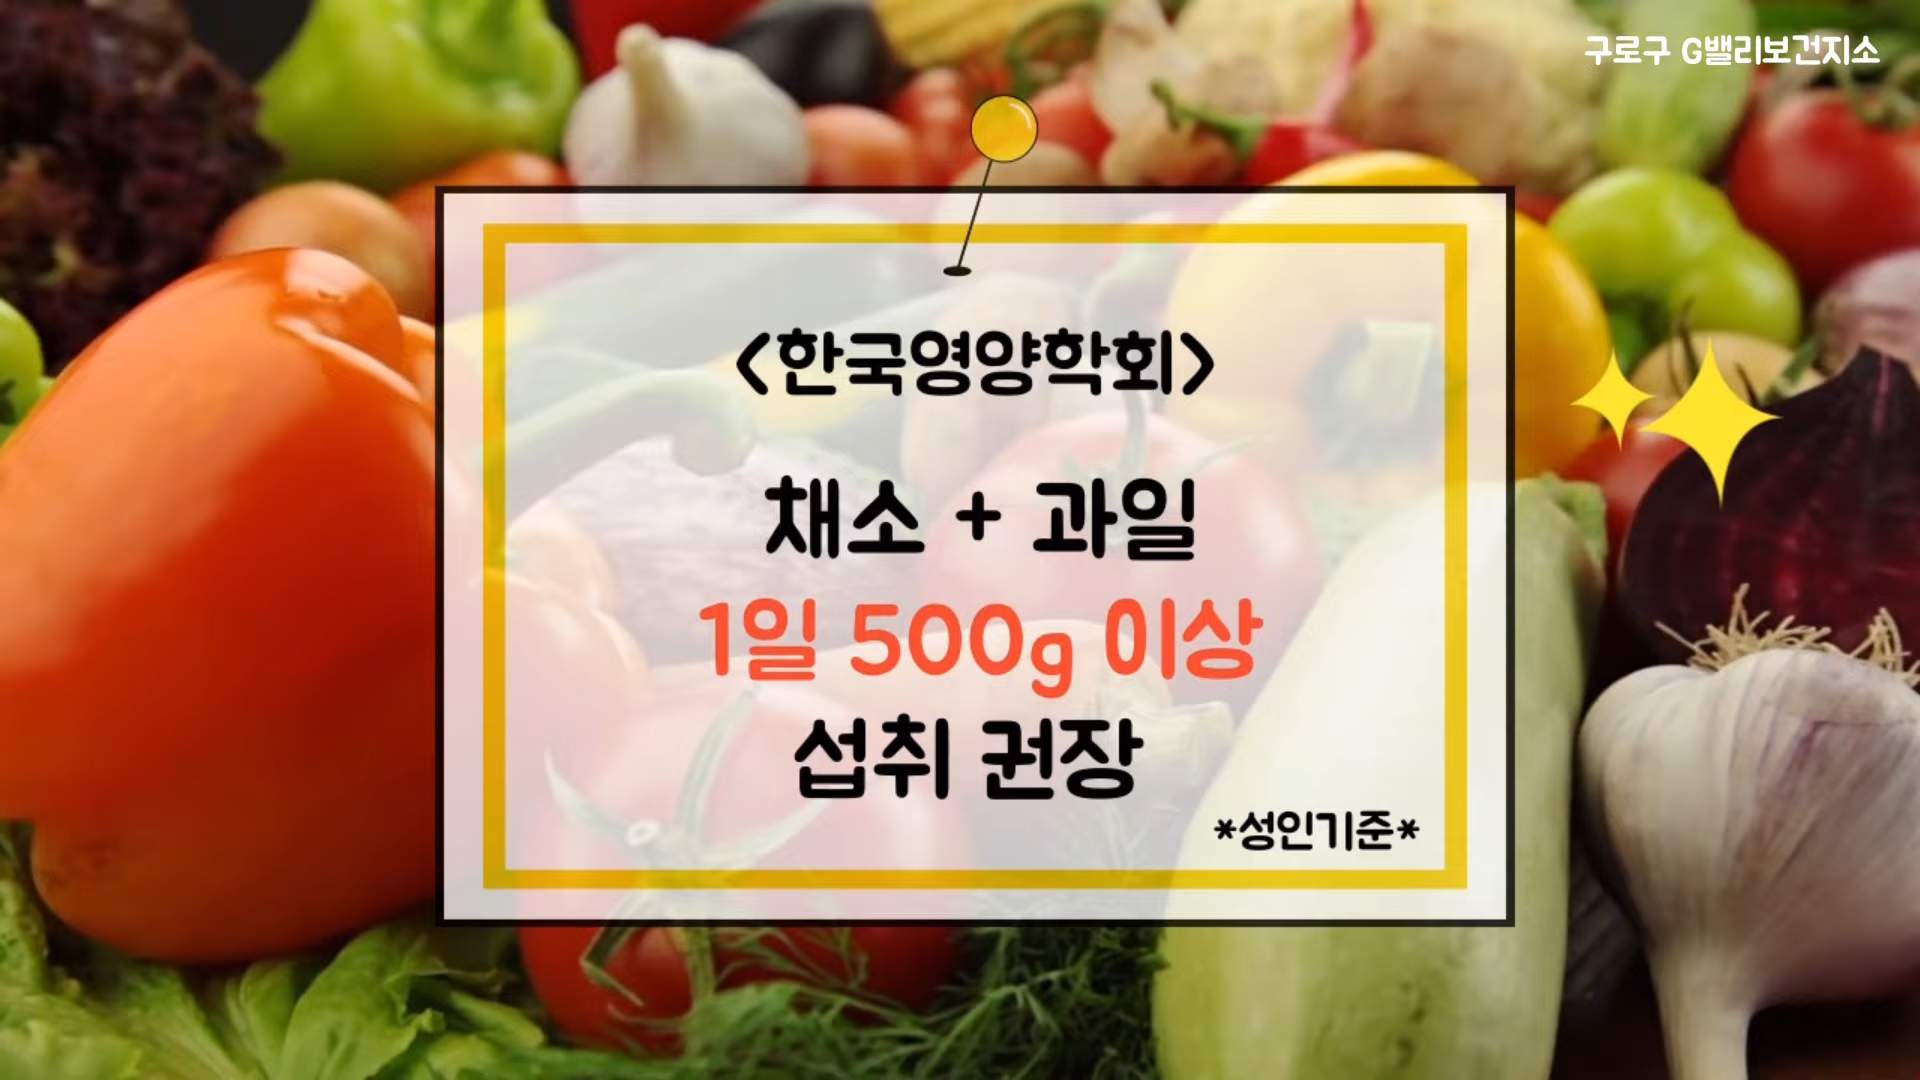 구로구 G밸리보건지소
<한국영양학회>
채소 + 과일
1일 500g 이상
섭취 권장
*성인기준*